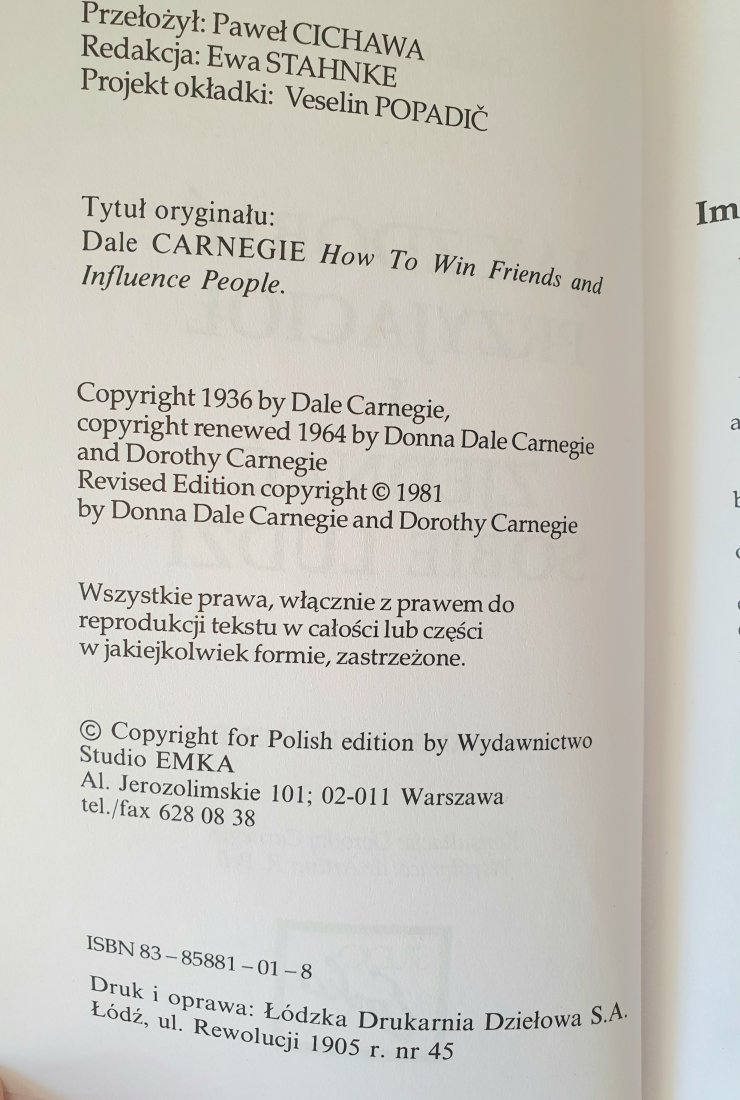 Przełożył: Paweł CICHAWA
Redakcja: Ewa STAHNKE
Projekt okładki: Veselin POPADIČ
Tytuł oryginału:
Dale CARNEGIE How To Win Friends and
Influence People.
Copyright 1936 by Dale Carnegie,
copyright renewed 1964 by Donna Dale Carnegie
and Dorothy Carnegie
Revised Edition copyright © 1981
by Donna Dale Carnegie and Dorothy Carnegie
Wszystkie prawa, włącznie z prawem do
reprodukcji tekstu w całości lub części
w jakiejkolwiek formie, zastrzeżone.
© Copyright for Polish edition by Wydawnictwo
Studio EMKA
Al. Jerozolimskie 101; 02-011 Warszawa
tel./fax 628 08 38
ISBN 83–85881–01–8
Druk i oprawa: Łódzka Drukarnia Dziełowa S.A.
Łódź, ul. Rewolucji 1905 r. nr 45